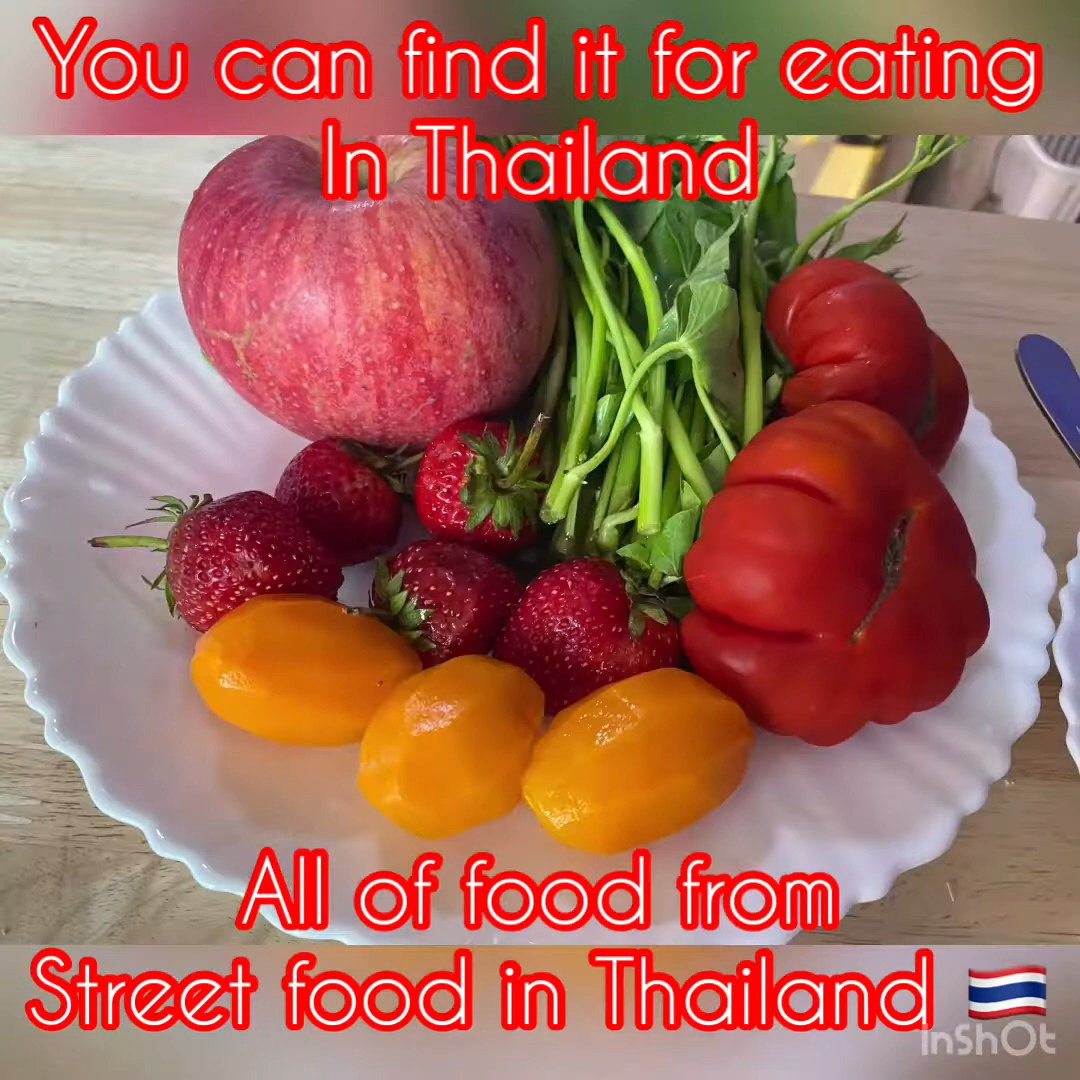 You can find it for eating
In Thailand
All of food from
Street food in Thailand 🇹🇭
InShOt